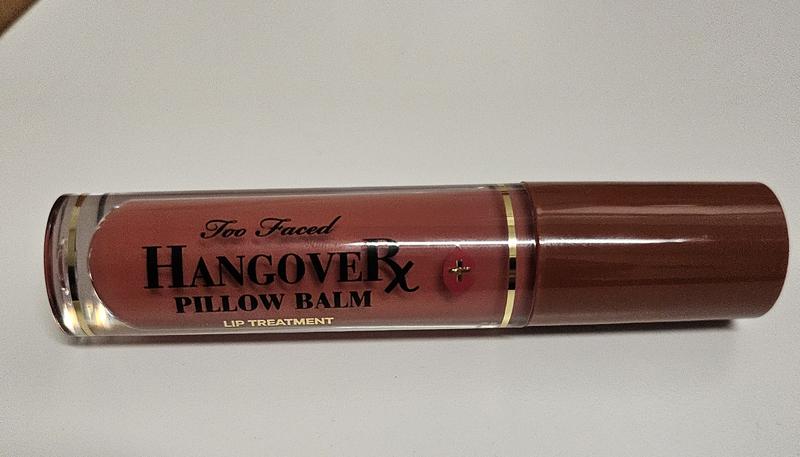 Too Faced
HANGOVERx
PILLOW BALM
LIP TREATMENT